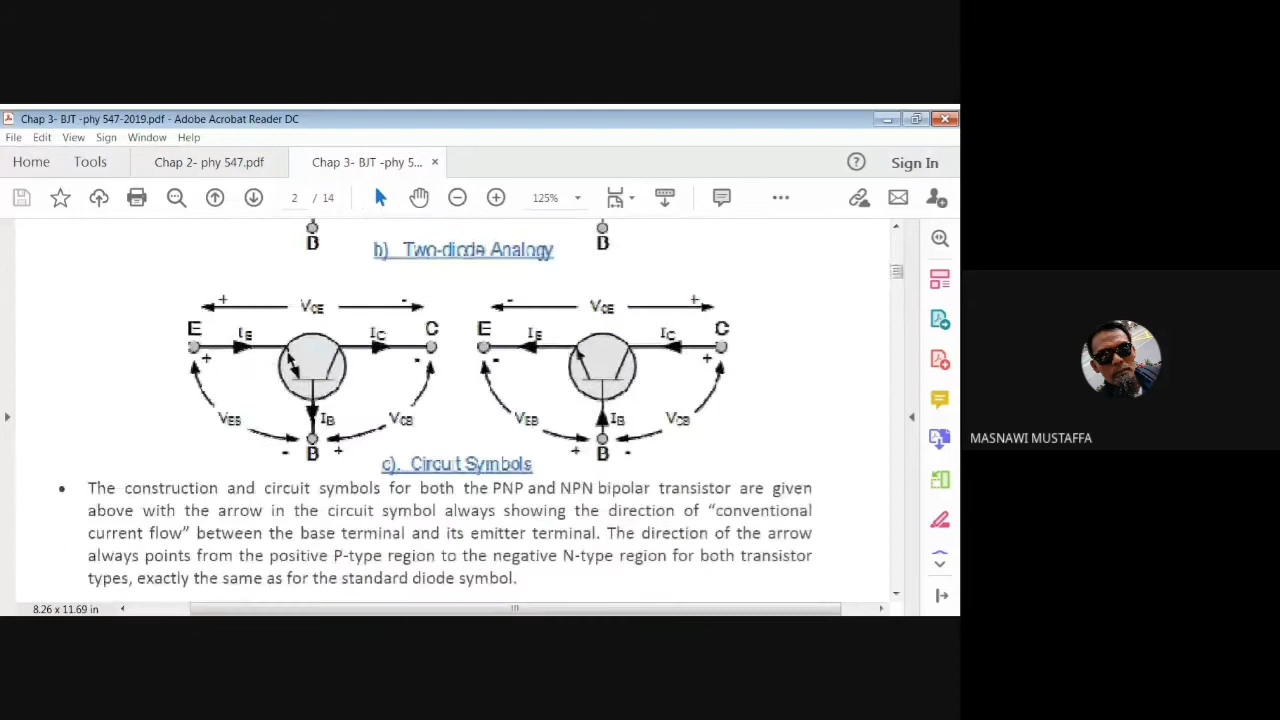 Chap 3- BJT -phy 547-2019.pdf - Adobe Acrobat Reader DC
File Edit View Sign Window Help
Home Tools Chap 2- phy 547.pdf Chap 3- BJT -phy 5... × Sign In
2 / 14 125%
B B
b) Two-diode Analogy
+ VCE - - VCE +
E IE IC C E IE IC C
+ - - +
VEB IB VCB VEB IB VCB
- B + + B -
c). Circuit Symbols
• The construction and circuit symbols for both the PNP and NPN bipolar transistor are given
above with the arrow in the circuit symbol always showing the direction of “conventional
current flow” between the base terminal and its emitter terminal. The direction of the arrow
always points from the positive P-type region to the negative N-type region for both transistor
types, exactly the same as for the standard diode symbol.
8.26 x 11.69 in
MASNAWI MUSTAFFA